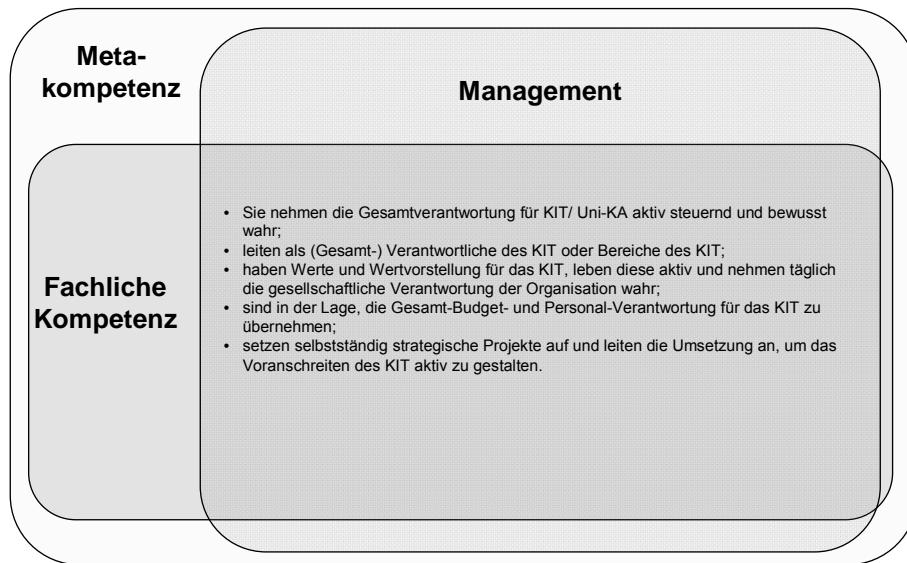 Meta-
kompetenz
Management
Fachliche
Kompetenz
• Sie nehmen die Gesamtverantwortung für KIT/ Uni-KA aktiv steuernd und bewusst
wahr;
• leiten als (Gesamt-) Verantwortliche des KIT oder Bereiche des KIT;
• haben Werte und Wertvorstellung für das KIT, leben diese aktiv und nehmen täglich
die gesellschaftliche Verantwortung der Organisation wahr;
• sind in der Lage, die Gesamt-Budget- und Personal-Verantwortung für das KIT zu
übernehmen;
• setzen selbstständig strategische Projekte auf und leiten die Umsetzung an, um das
Voranschreiten des KIT aktiv zu gestalten.